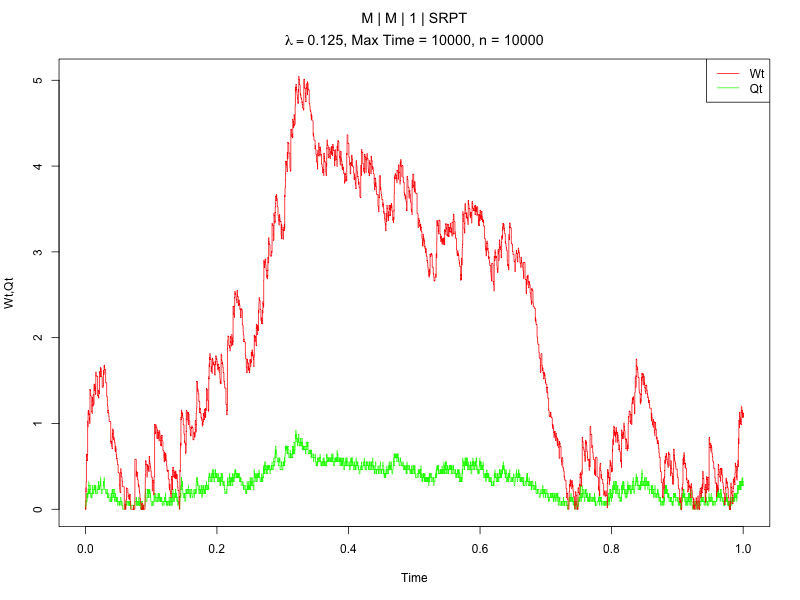 M | M | 1 | SRPT
λ = 0.125, Max Time = 10000, n = 10000
Wt
Qt
5
4
3
2
1
0
Wt,Qt
0.0 0.2 0.4 0.6 0.8 1.0
Time